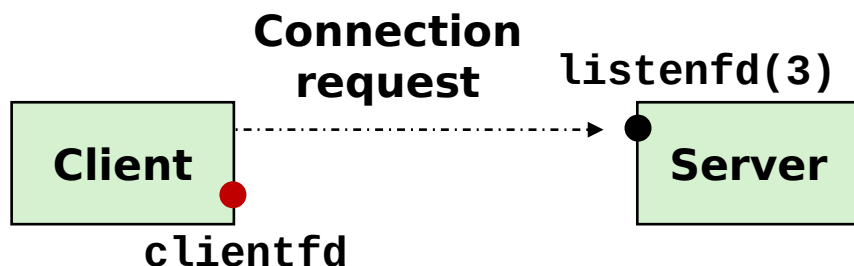 Connection
request
listenfd(3)
Client
Server
clientfd